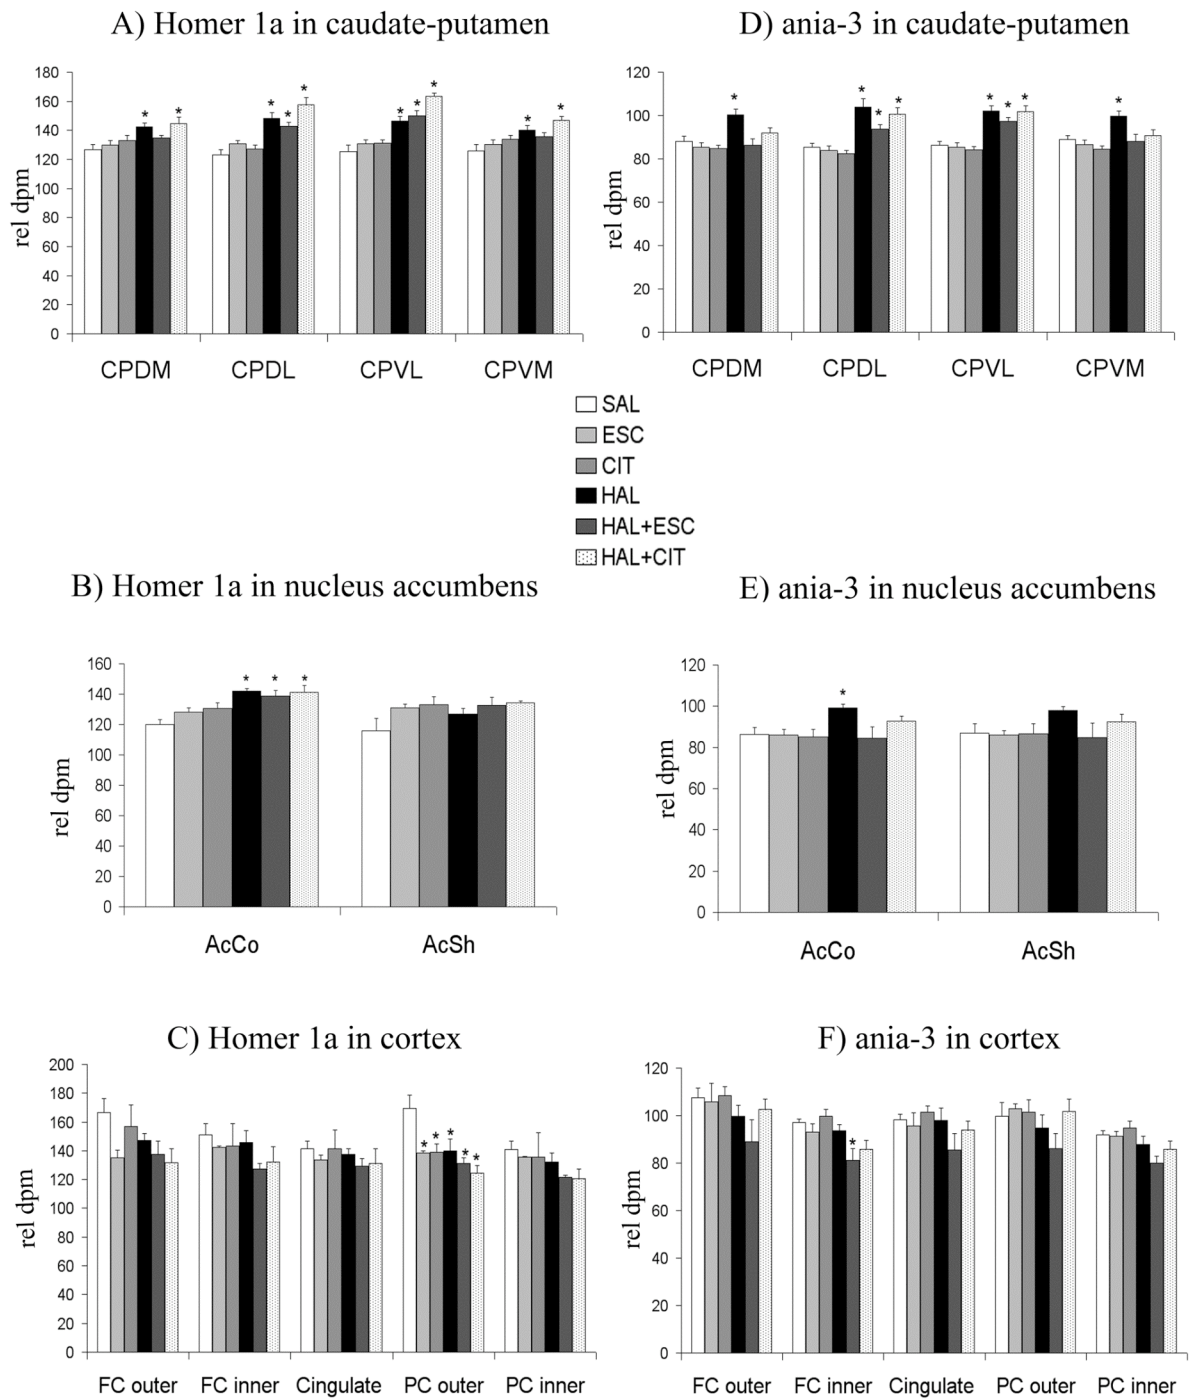 A) Homer 1a in caudate-putamen
rel dpm
180
160
140
120
100
80
60
40
20
0
* * * * * * * * * *
CPDM CPDL CPVL CPVM
D) ania-3 in caudate-putamen
rel dpm
120
100
80
60
40
20
0
* * * * * * * *
CPDM CPDL CPVL CPVM
SAL
ESC
CIT
HAL
HAL+ESC
HAL+CIT
B) Homer 1a in nucleus accumbens
rel dpm
160
140
120
100
80
60
40
20
0
* * *
AcCo AcSh
E) ania-3 in nucleus accumbens
rel dpm
120
100
80
60
40
20
0
*
AcCo AcSh
C) Homer 1a in cortex
rel dpm
200
180
160
140
120
100
80
60
40
20
0
* * * * *
FC outer FC inner Cingulate PC outer PC inner
F) ania-3 in cortex
rel dpm
120
100
80
60
40
20
0
*
FC outer FC inner Cingulate PC outer PC inner